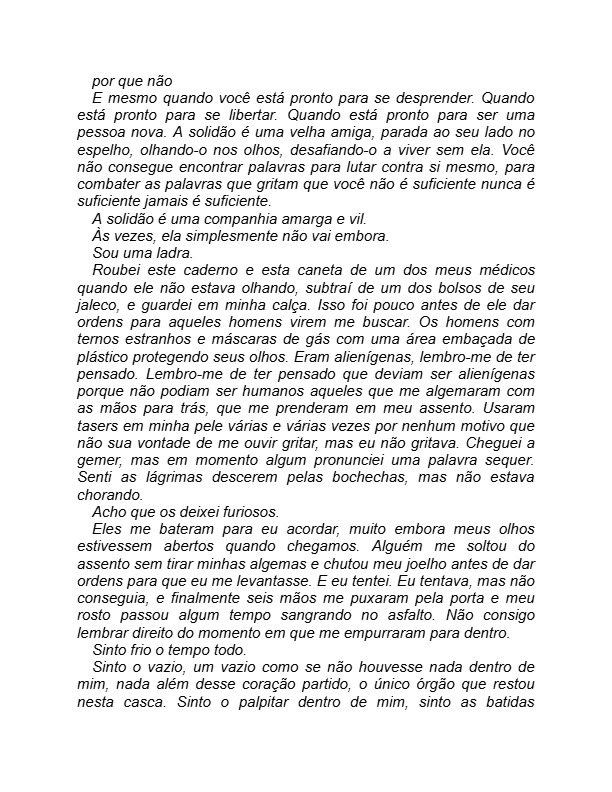 por que não
E mesmo quando você está pronto para se desprender. Quando
está pronto para se libertar. Quando está pronto para ser uma
pessoa nova. A solidão é uma velha amiga, parada ao seu lado no
espelho, olhando-o nos olhos, desafiando-o a viver sem ela. Você
não consegue encontrar palavras para lutar contra si mesmo, para
combater as palavras que gritam que você não é suficiente nunca é
suficiente jamais é suficiente.
A solidão é uma companhia amarga e vil.
Às vezes, ela simplesmente não vai embora.
Sou uma ladra.
Roubei este caderno e esta caneta de um dos meus médicos
quando ele não estava olhando, subtraí de um dos bolsos de seu
jaleco, e guardei em minha calça. Isso foi pouco antes de ele dar
ordens para aqueles homens virem me buscar. Os homens com
ternos estranhos e máscaras de gás com uma área embaçada de
plástico protegendo seus olhos. Eram alienígenas, lembro-me de ter
pensado. Lembro-me de ter pensado que deviam ser alienígenas
porque não podiam ser humanos aqueles que me algemaram com
as mãos para trás, que me prenderam em meu assento. Usaram
tasers em minha pele várias e várias vezes por nenhum motivo que
não sua vontade de me ouvir gritar, mas eu não gritava. Cheguei a
gemer, mas em momento algum pronunciei uma palavra sequer.
Senti as lágrimas descerem pelas bochechas, mas não estava
chorando.
Acho que os deixei furiosos.
Eles me bateram para eu acordar, muito embora meus olhos
estivessem abertos quando chegamos. Alguém me soltou do
assento sem tirar minhas algemas e chutou meu joelho antes de dar
ordens para que eu me levantasse. E eu tentei. Eu tentava, mas não
conseguia, e finalmente seis mãos me puxaram pela porta e meu
rosto passou algum tempo sangrando no asfalto. Não consigo
lembrar direito do momento em que me empurraram para dentro.
Sinto frio o tempo todo.
Sinto o vazio, um vazio como se não houvesse nada dentro de
mim, nada além desse coração partido, o único órgão que restou
nesta casca. Sinto o palpitar dentro de mim, sinto as batidas